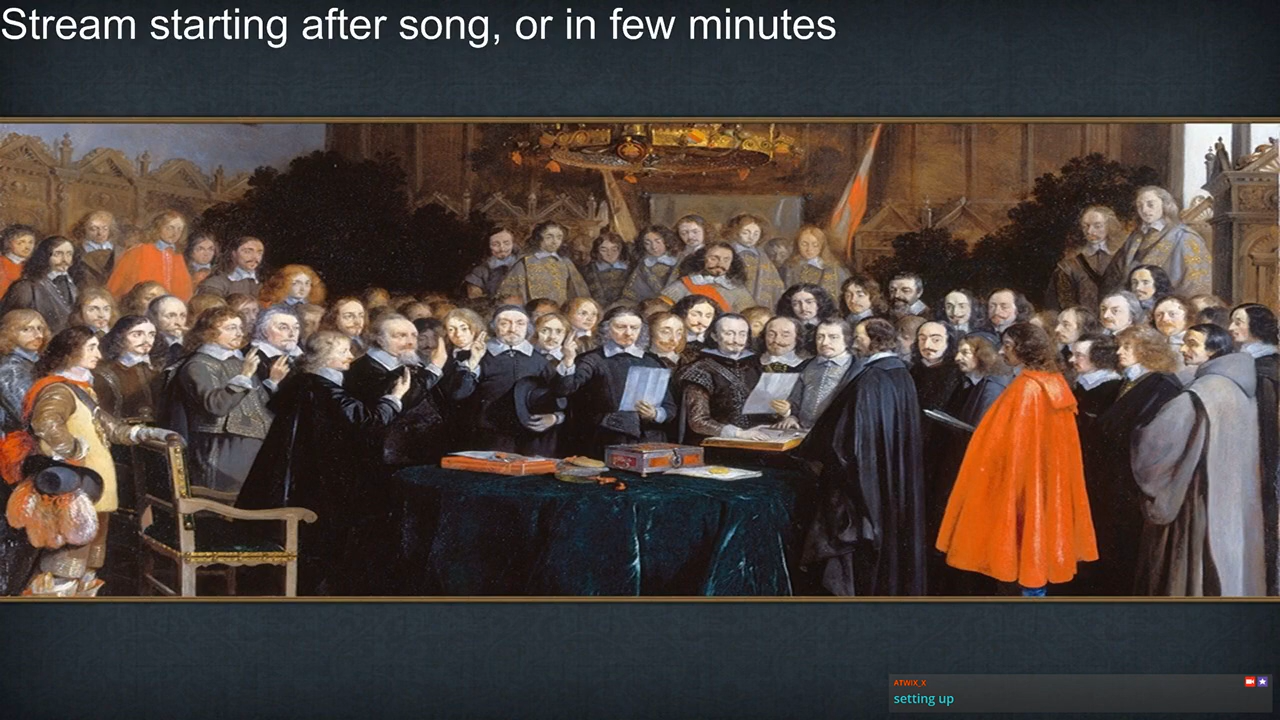 Stream starting after song, or in few minutes
ATWIX_X
setting up